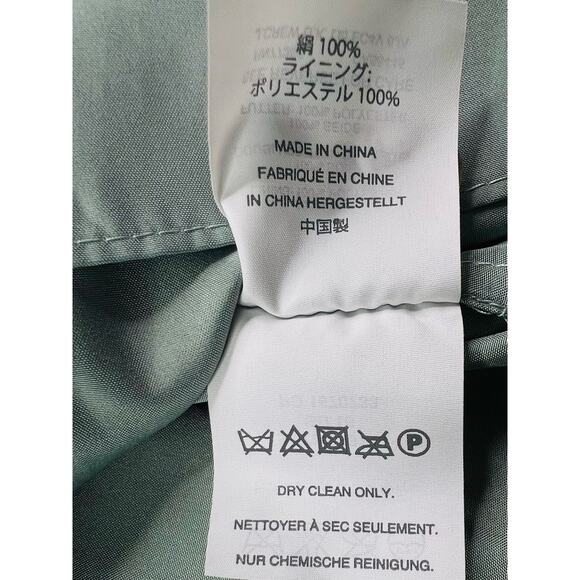 絹 100%
ライニング:
ポリエステル 100%
MADE IN CHINA
FABRIQUÉ EN CHINE
IN CHINA HERGESTELLT
中国製
P
DRY CLEAN ONLY.
NETTOYER À SEC SEULEMENT.
NUR CHEMISCHE REINIGUNG.